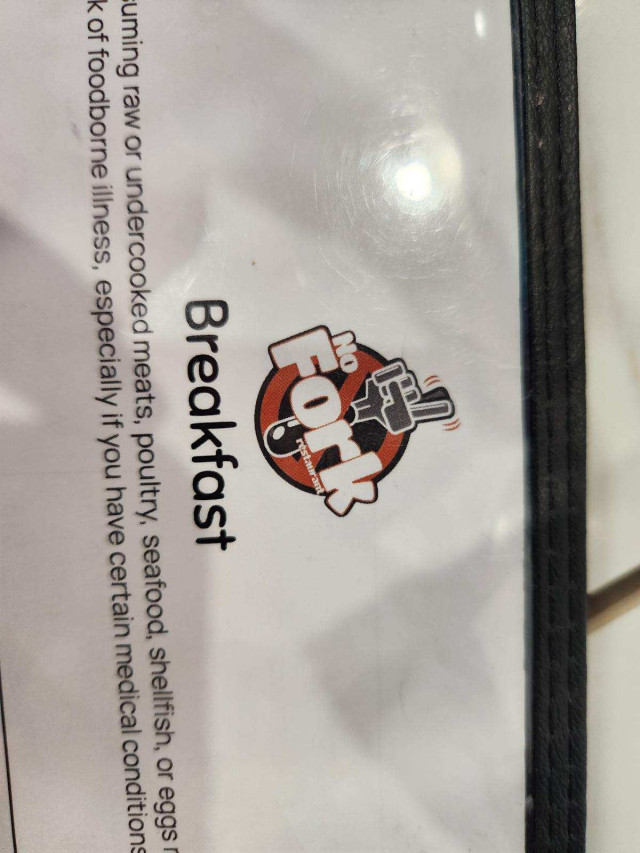 No
Fork
restaurant
Breakfast
raw or undercooked meats, poultry, seafood, shellfish, or eggs
of foodborne illness, especially if you have certain medical conditions